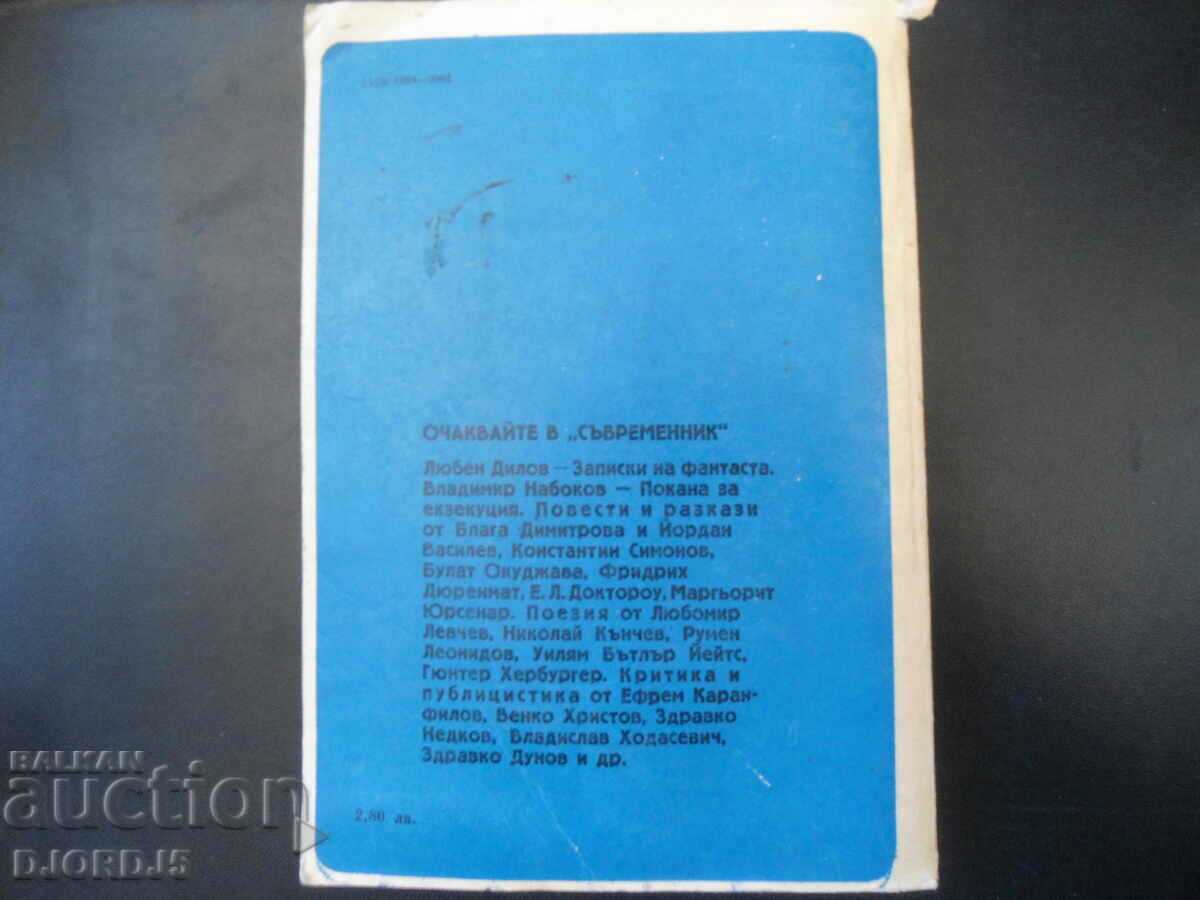 ОЧАКВАЙТЕ В „СЪВРЕМЕННИК"
Любен Дилов — Записки на фантаста.
Владимир Набоков — Покана за
екзекуция. Повести и разкази
от Блага Димитрова и Йордан
Василев, Константин Симонов,
Булат Окуджава, Фридрих
Дюренмат, Е. Л. Доктороу, Маргьорит
Юрсенар. Поезия от Любомир
Левчев, Николай Кънчев, Румен
Леонидов, Уилям Бътлър Йейтс,
Гюнтер Хербургер. Критика и
публицистика от Ефрем Каран-
филов, Венко Христов, Здравко
Недков, Владислав Ходасевич,
Здравко Дунов и др.
2,80 лв.
BALKAN
auction
DJORDJ5